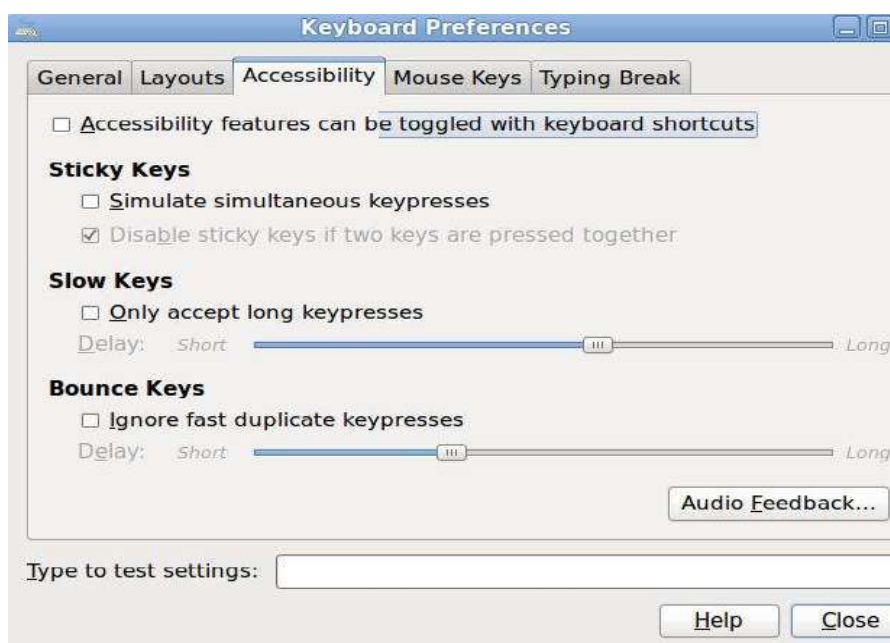 Keyboard Preferences
General Layouts Accessibility Mouse Keys Typing Break
Accessibility features can be toggled with keyboard shortcuts
Sticky Keys
Simulate simultaneous keypresses
Disable sticky keys if two keys are pressed together
Slow Keys
Only accept long keypresses
Delay: Short Long
Bounce Keys
Ignore fast duplicate keypresses
Delay: Short Long
Audio Feedback...
Type to test settings:
Help Close